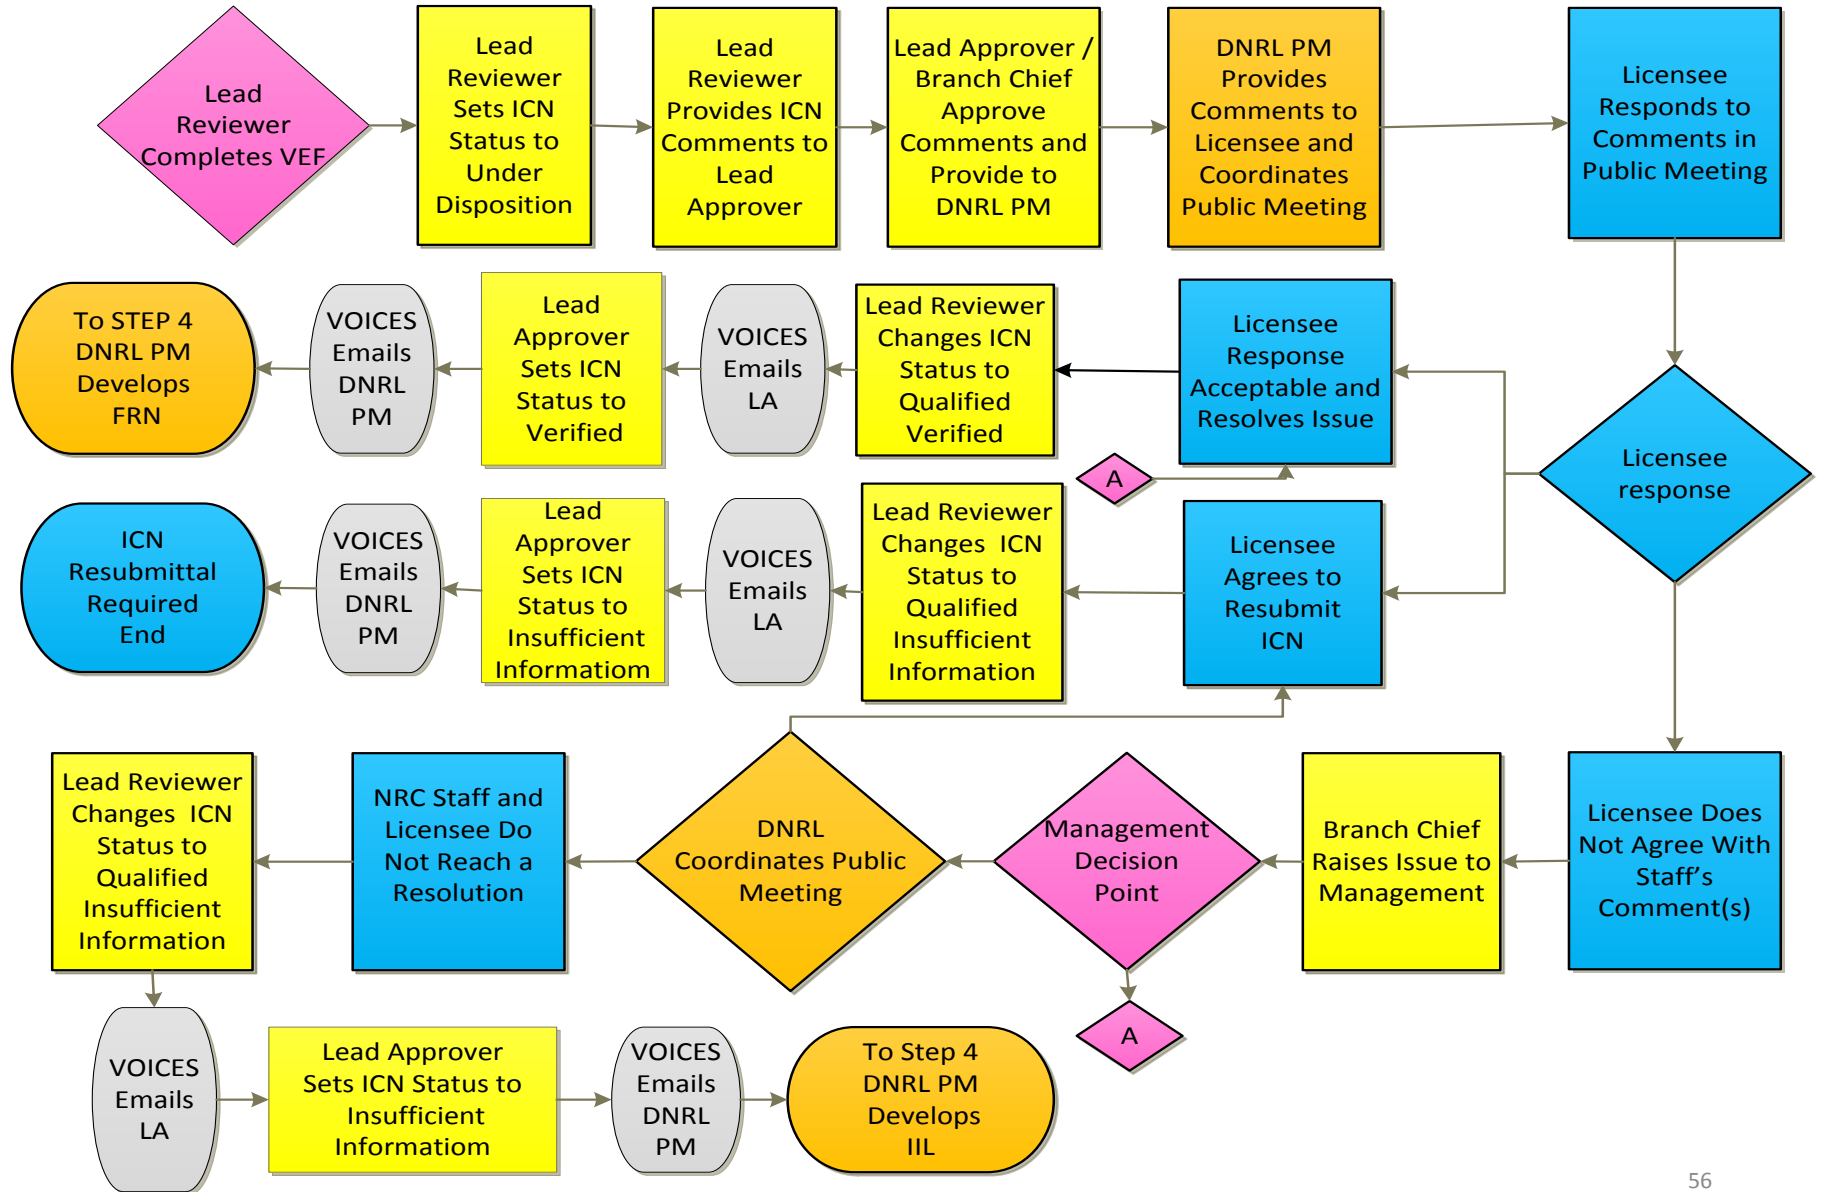 Lead
Reviewer
Completes VEF
Lead
Reviewer
Sets ICN
Status to
Under
Disposition
Lead
Reviewer
Provides ICN
Comments to
Lead
Approver
Lead Approver /
Branch Chief
Approve
Comments and
Provide to
DNRL PM
DNRL PM
Provides
Comments to
Licensee and
Coordinates
Public Meeting
Licensee
Responds to
Comments in
Public Meeting
To STEP 4
DNRL PM
Develops
FRN
VOICES
Emails
DNRL
PM
Lead
Approver
Sets ICN
Status to
Verified
VOICES
Emails
LA
Lead Reviewer
Changes ICN
Status to
Qualified
Verified
Licensee
Response
Acceptable and
Resolves Issue
A
Licensee
response
ICN
Resubmittal
Required
End
VOICES
Emails
DNRL
PM
Lead
Approver
Sets ICN
Status to
Insufficient
Informatiom
VOICES
Emails
LA
Lead Reviewer
Changes ICN
Status to
Qualified
Insufficient
Information
Licensee
Agrees to
Resubmit
ICN
Lead Reviewer
Changes ICN
Status to
Qualified
Insufficient
Information
NRC Staff and
Licensee Do
Not Reach a
Resolution
DNRL
Coordinates Public
Meeting
Management
Decision
Point
Branch Chief
Raises Issue to
Management
Licensee Does
Not Agree With
Staff’s
Comment(s)
A
VOICES
Emails
LA
Lead Approver
Sets ICN Status to
Insufficient
Informatiom
VOICES
Emails
DNRL
PM
To Step 4
DNRL PM
Develops
IIL
56